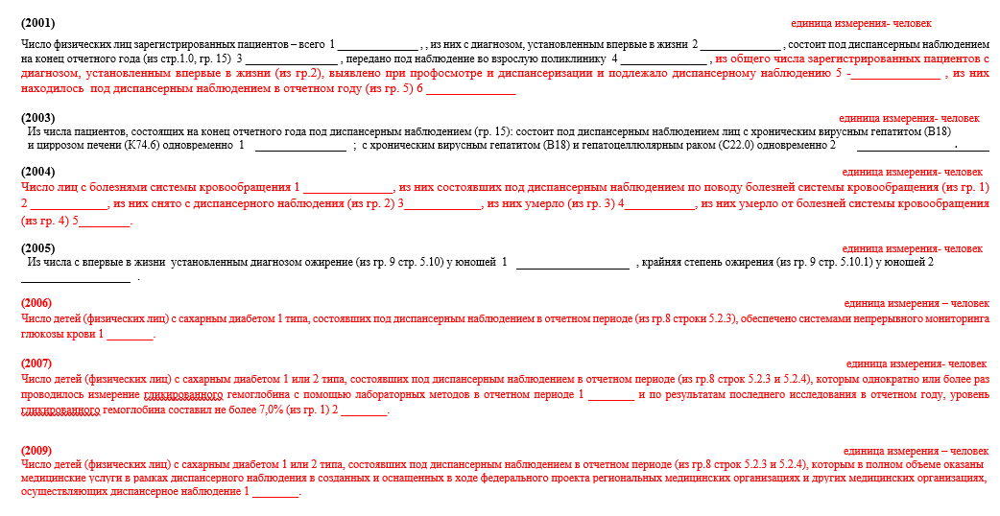 (2001) единица измерения- человек
Число физических лиц зарегистрированных пациентов – всего 1 _______________ , , из них с диагнозом, установленным впервые в жизни 2 _______________ , состоит под диспансерным наблюдением
на конец отчетного года (из стр.1.0, гр. 15) 3 _________________ , передано под наблюдение во взрослую поликлинику 4 ________________ , из общего числа зарегистрированных пациентов с
диагнозом, установленным впервые в жизни (из гр.2), выявлено при профосмотре и диспансеризации и подлежало диспансерному наблюдению 5 -______________ , из них
находилось под диспансерным наблюдением в отчетном году (из гр. 5) 6 ______________
(2003) единица измерения- человек
Из числа пациентов, состоящих на конец отчетного года под диспансерным наблюдением (гр. 15): состоит под диспансерным наблюдением лиц с хроническим вирусным гепатитом (B18)
и циррозом печени (K74.6) одновременно 1 _________________ ; с хроническим вирусным гепатитом (B18) и гепатоцеллюлярным раком (C22.0) одновременно 2 _________________ .
(2004) единица измерения- человек
Число лиц с болезнями системы кровообращения 1 ______________, из них состоявших под диспансерным наблюдением по поводу болезней системы кровообращения (из гр. 1)
2 ____________, из них снято с диспансерного наблюдения (из гр. 2) 3____________, из них умерло (из гр. 3) 4___________, из них умерло от болезней системы кровообращения
(из гр. 4) 5________.
(2005) единица измерения- человек
Из числа с впервые в жизни установленным диагнозом ожирение (из гр. 9 стр. 5.10) у юношей 1 _____________________ , крайняя степень ожирения (из гр. 9 стр. 5.10.1) у юношей 2
____________________ .
(2006) единица измерения – человек
Число детей (физических лиц) с сахарным диабетом 1 типа, состоявших под диспансерным наблюдением в отчетном периоде (из гр.8 строки 5.2.3), обеспечено системами непрерывного мониторинга
глюкозы крови 1 ________.
(2007) единица измерения- человек
Число детей (физических лиц) с сахарным диабетом 1 или 2 типа, состоявших под диспансерным наблюдением в отчетном периоде (из гр.8 строк 5.2.3 и 5.2.4), которым однократно или более раз
проводилось измерение гликированного гемоглобина с помощью лабораторных методов в отчетном периоде 1 ________ и по результатам последнего исследования в отчетном году, уровень
гликированного гемоглобина составил не более 7,0% (из гр. 1) 2 ________.
(2009) единица измерения – человек
Число детей (физических лиц) с сахарным диабетом 1 или 2 типа, состоявших под диспансерным наблюдением в отчетном периоде (из гр.8 строк 5.2.3 и 5.2.4), которым в полном объеме оказаны
медицинские услуги в рамках диспансерного наблюдения в созданных и оснащенных в ходе федерального проекта региональных медицинских организациях и других медицинских организациях,
осуществляющих диспансерное наблюдение 1 ________.